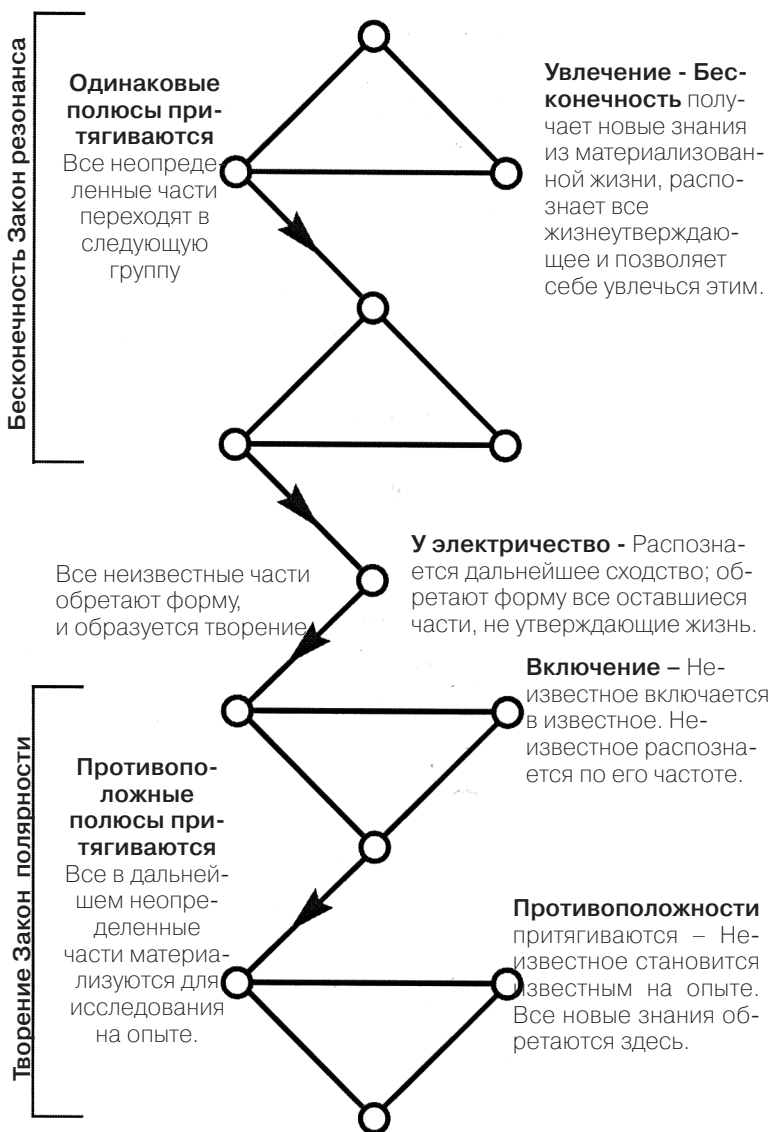 Бесконечность Закон резонанса
Одинаковые
полюсы при-
тягиваются
Все неопреде-
ленные части
переходят в
следующую
группу
Увлечение - Бес-
конечность полу-
чает новые знания
из материализован-
ной жизни, распо-
знает все
жизнеутверждаю-
щее и позволяет
себе увлечься этим.
Все неизвестные части
обретают форму,
и образуется творение
У электричество - Распозна-
ется дальнейшее сходство; об-
ретают форму все оставшиеся
части, не утверждающие жизнь.
Творение Закон полярности
Включение – Не-
известное включается
в известное. Не-
известное распозна-
ется по его частоте.
Противопо-
ложные
полюсы при-
тягиваются
Все в дальней-
шем неопре-
деленные
части материа-
лизуются для
исследования
на опыте.
Противоположности
притягиваются – Не-
известное становится
известным на опыте.
Все новые знания об-
ретаются здесь.